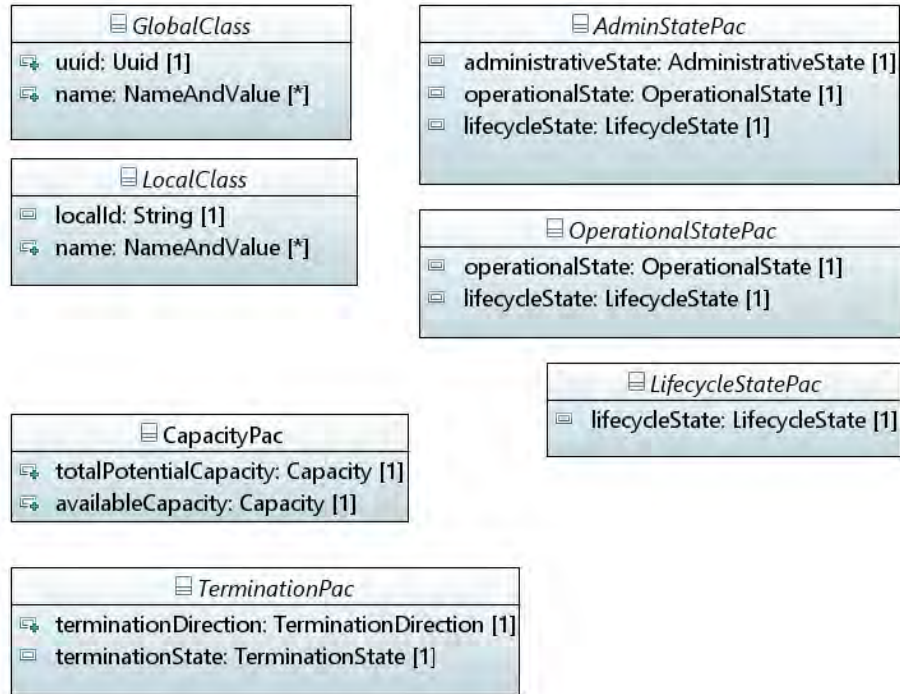 GlobalClass
uuid: Uuid [1]
name: NameAndValue [*]
LocalClass
localId: String [1]
name: NameAndValue [*]
AdminStatePac
administrativeState: AdministrativeState [1]
operationalState: OperationalState [1]
lifecycleState: LifecycleState [1]
OperationalStatePac
operationalState: OperationalState [1]
lifecycleState: LifecycleState [1]
LifecycleStatePac
lifecycleState: LifecycleState [1]
CapacityPac
totalPotentialCapacity: Capacity [1]
availableCapacity: Capacity [1]
TerminationPac
terminationDirection: TerminationDirection [1]
terminationState: TerminationState [1]